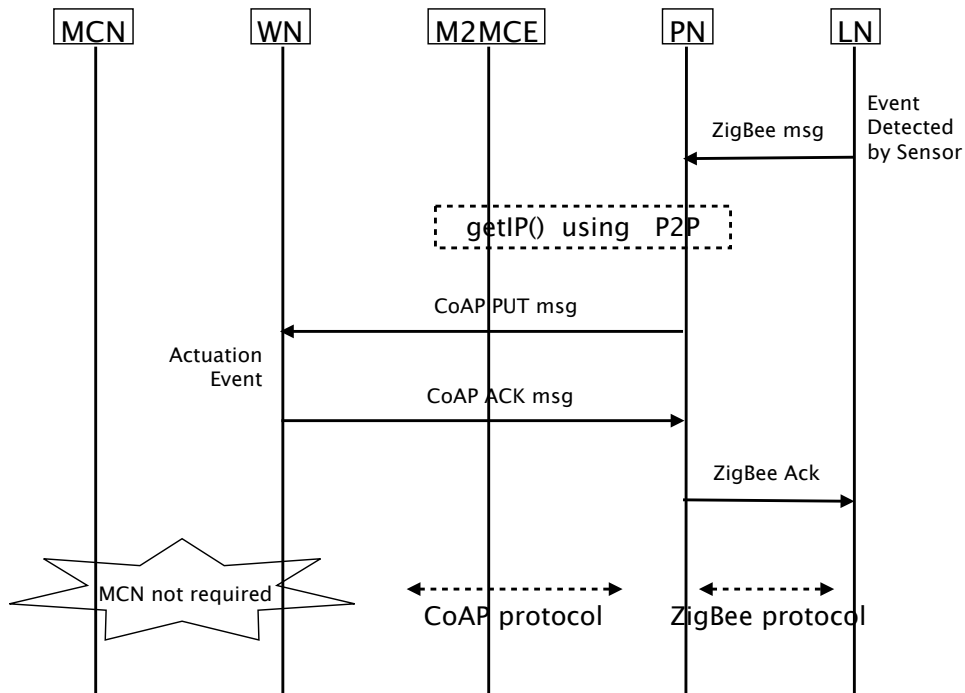 MCN
WN
M2MCE
PN
LN
Event
Detected
by Sensor
ZigBee msg
getIP() using P2P
CoAP PUT msg
Actuation
Event
CoAP ACK msg
ZigBee Ack
MCN not required
CoAP protocol
ZigBee protocol